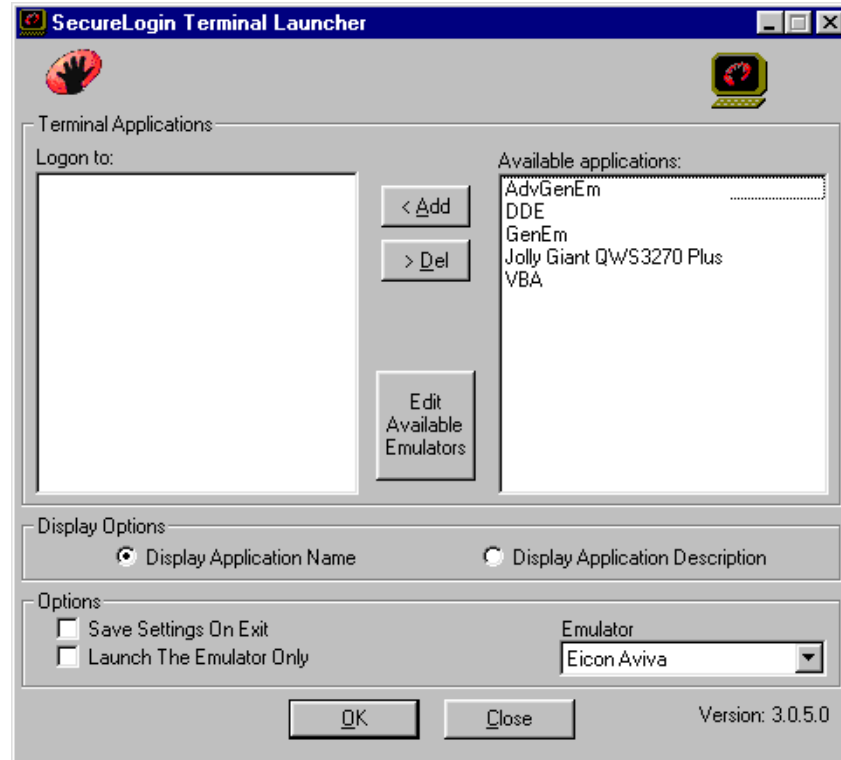 SecureLogin Terminal Launcher
Terminal Applications
Logon to:
Available applications:
< Add
> Del
AdvGenEm
DDE
GenEm
Jolly Giant QWS3270 Plus
VBA
Edit
Available
Emulators
Display Options
Display Application Name
Display Application Description
Options
Save Settings On Exit
Launch The Emulator Only
Emulator
Eicon Aviva
OK
Close
Version: 3.0.5.0